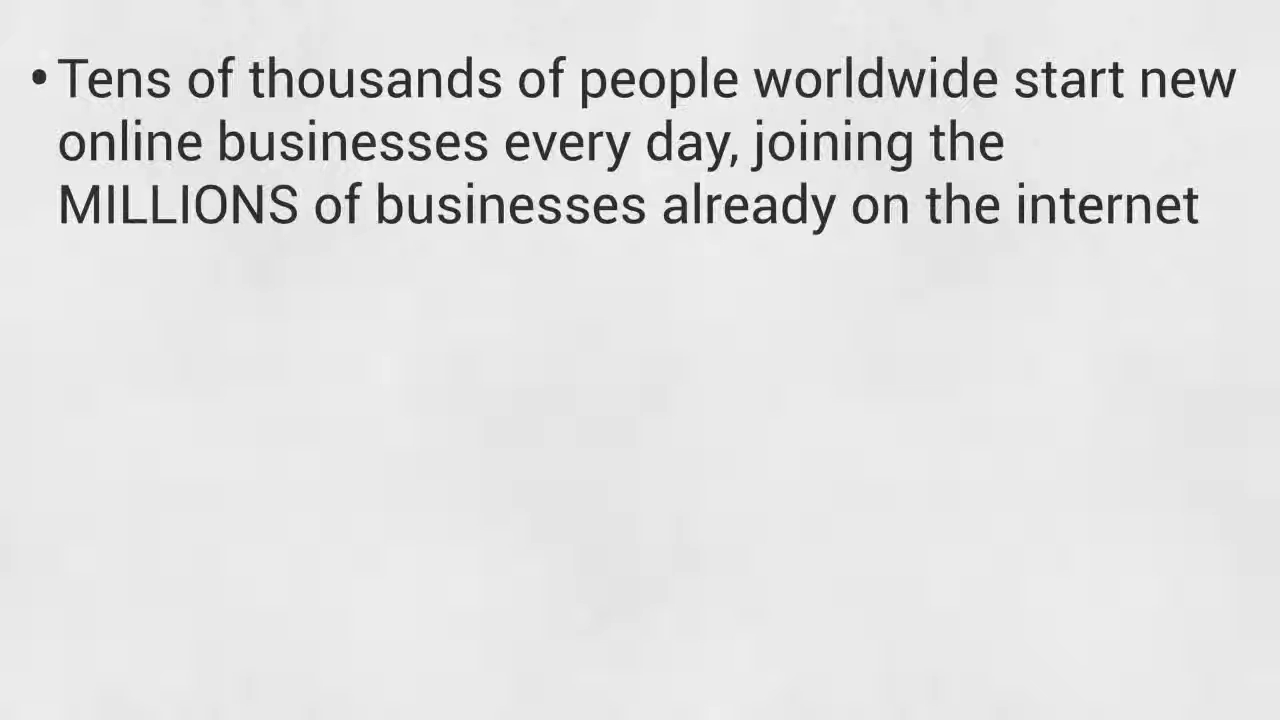 • Tens of thousands of people worldwide start new
online businesses every day, joining the
MILLIONS of businesses already on the internet